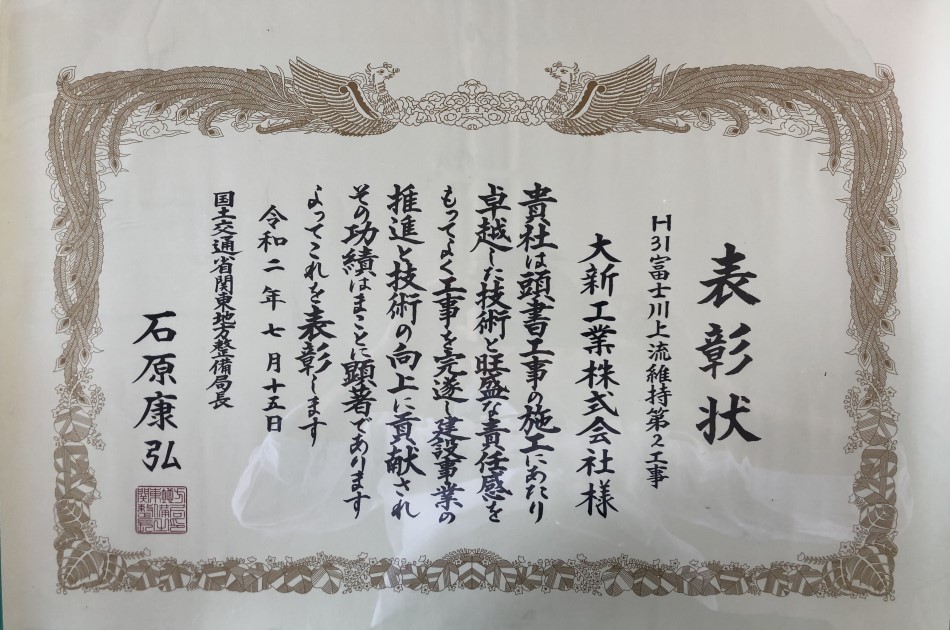 表彰状
H31富士川上流維持第2工事
大新工業株式会社様
貴社は頭書工事の施工にあたり
卓越した技術と旺盛な責任感を
もってよく工事を完遂し建設事業の
推進と技術の向上に貢献され
その功績はまことに顕著であります
よってこれを表彰します
令和二年七月十五日
国土交通省関東地方整備局長
石原康弘